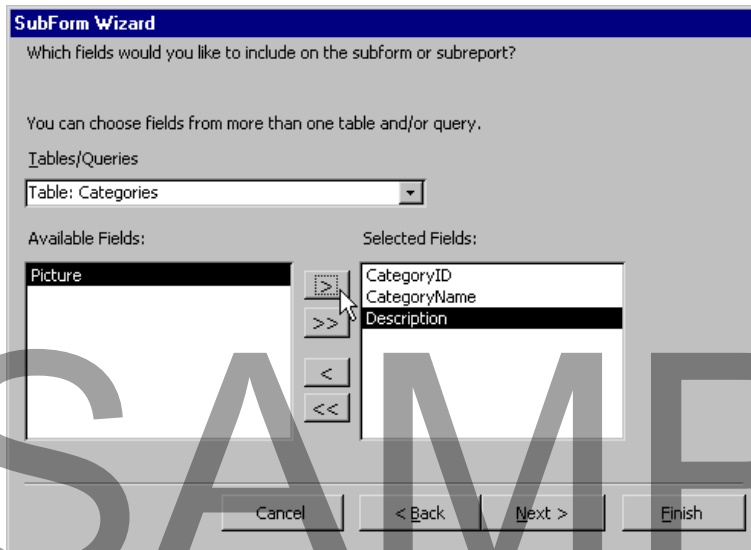 SubForm Wizard
Which fields would you like to include on the subform or subreport?
You can choose fields from more than one table and/or query.
Tables/Queries
Table: Categories
Available Fields: Selected Fields:
Picture > CategoryID
CategoryName
>> Description
<
<<
Cancel < Back Next > Finish
SAMP